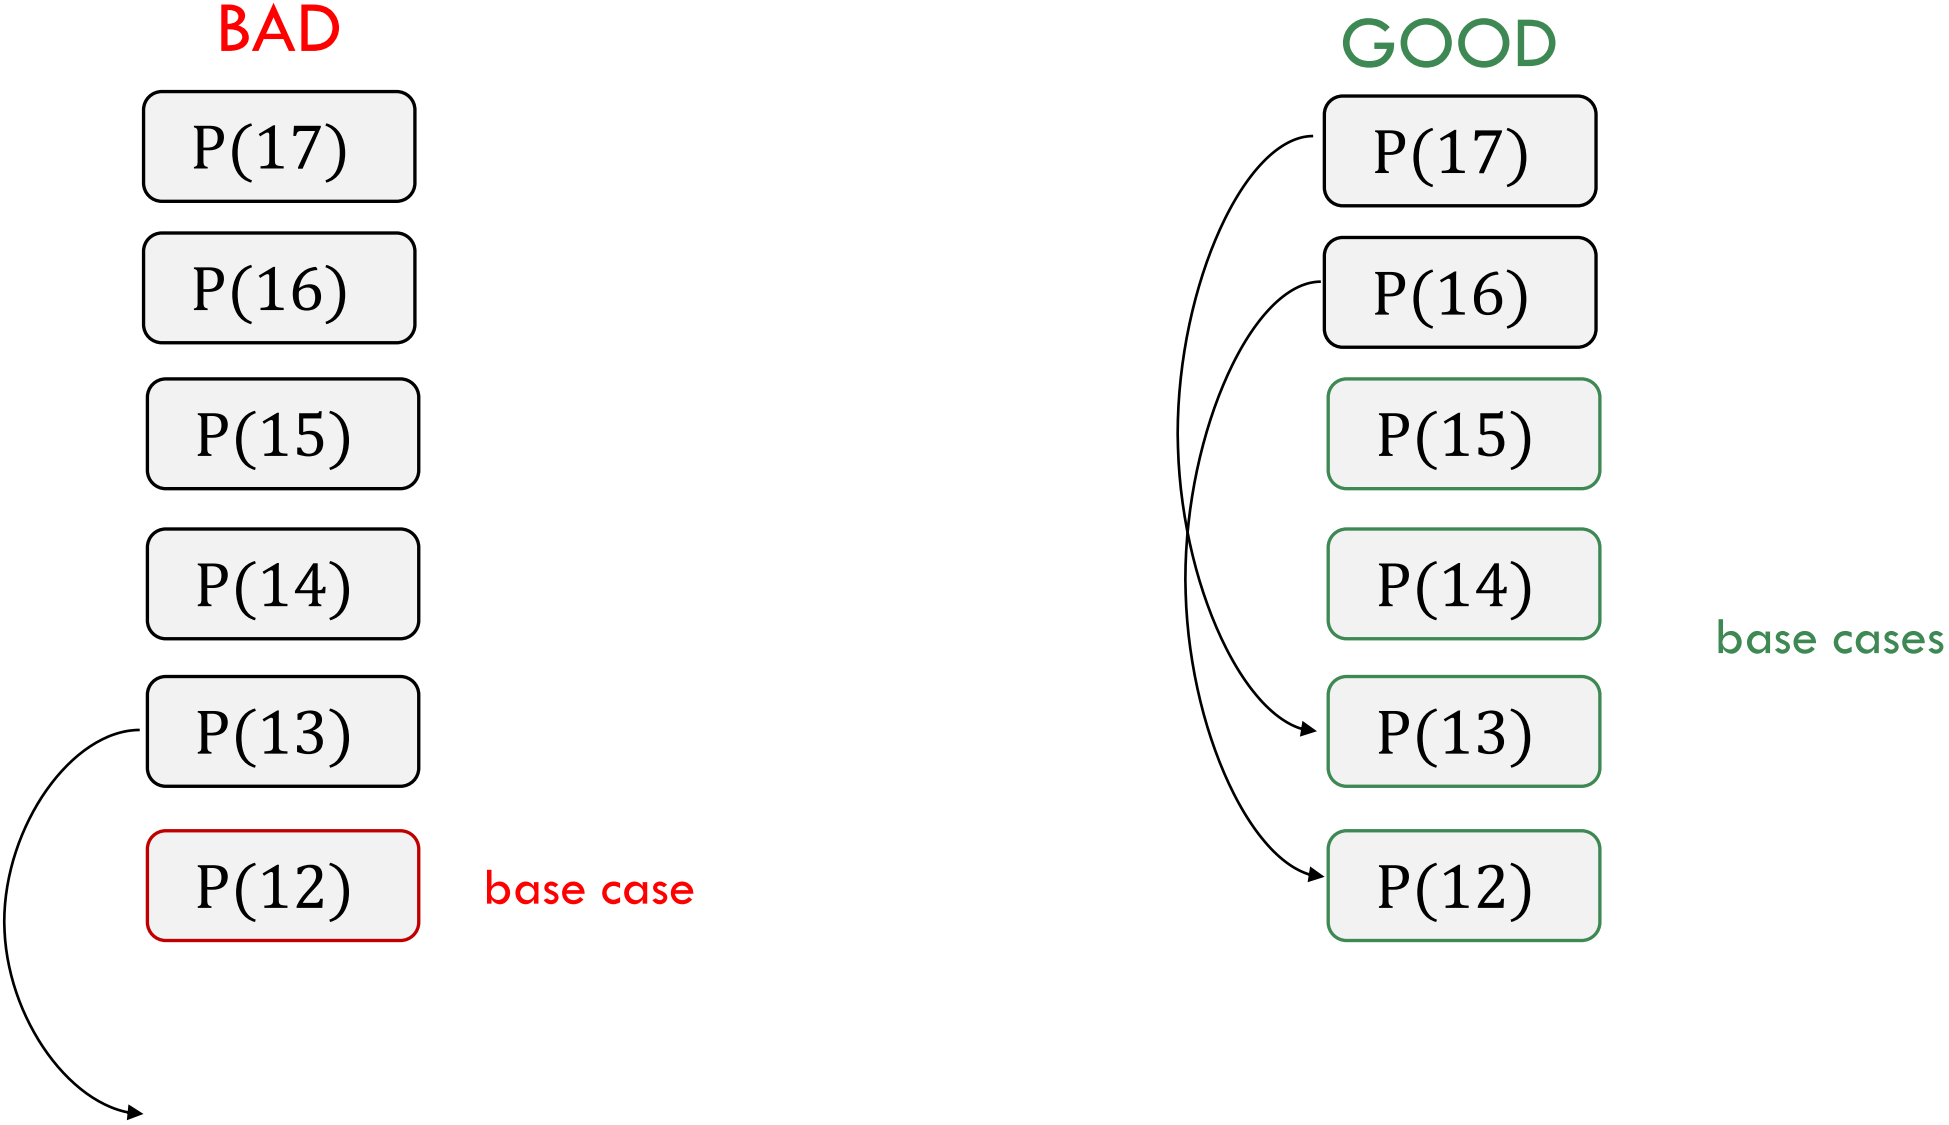 BAD
P(17)
P(16)
P(15)
P(14)
P(13)
P(12)
base case
GOOD
P(17)
P(16)
P(15)
P(14)
base cases
P(13)
P(12)